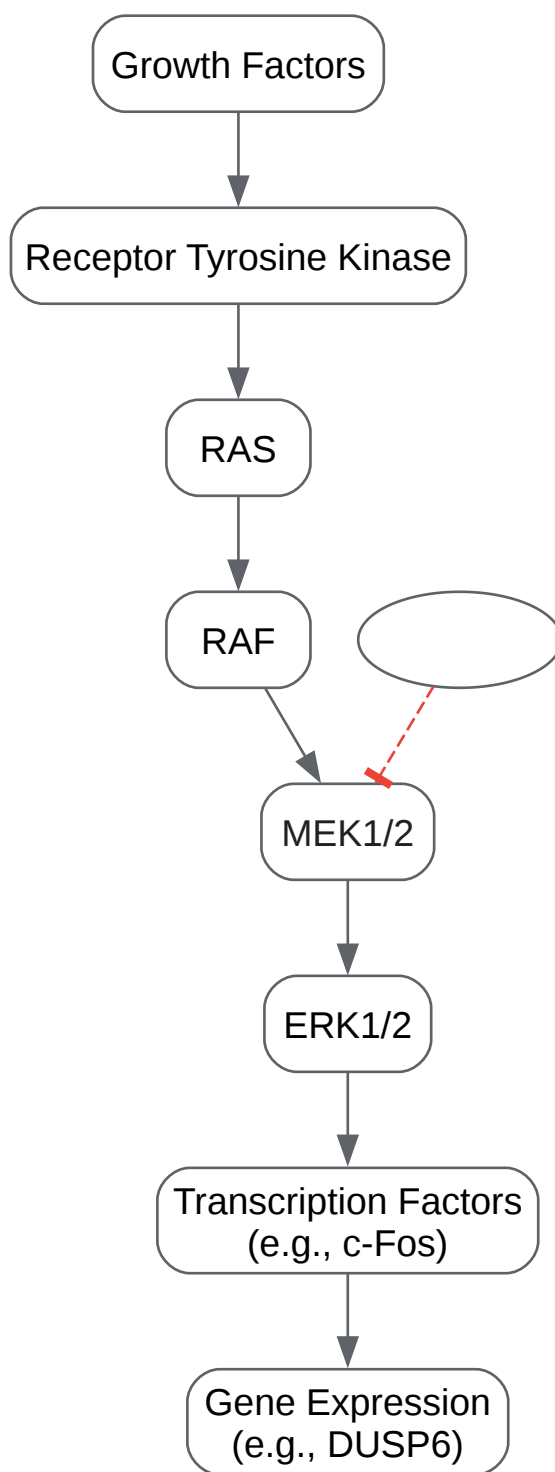 Growth Factors
Receptor Tyrosine Kinase
RAS
RAF
MEK1/2
ERK1/2
Transcription Factors
(e.g., c-Fos)
Gene Expression
(e.g., DUSP6)